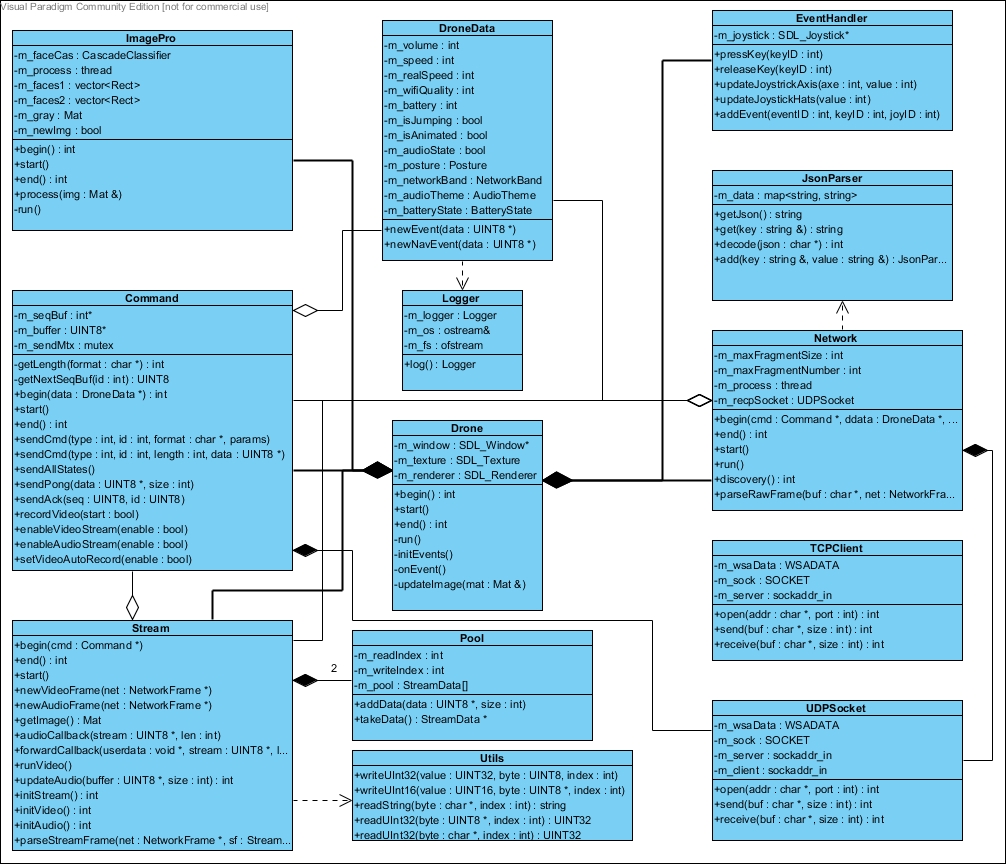 Visual Paradigm Community Edition [not for commercial use]
ImagePro
-m_faceCas : CascadeClassifier
-m_process : thread
-m_faces1 : vector<Rect>
-m_faces2 : vector<Rect>
-m_gray : Mat
-m_newImg : bool
+begin() : int
+start()
+end() : int
+process(img : Mat &)
-run()
DroneData
-m_volume : int
-m_speed : int
-m_realSpeed : int
-m_wifiQuality : int
-m_battery : int
-m_isJumping : bool
-m_isAnimated : bool
-m_audioState : bool
-m_posture : Posture
-m_networkBand : NetworkBand
-m_audioTheme : AudioTheme
-m_batteryState : BatteryState
+newEvent(data : UINT8 *)
+newNavEvent(data : UINT8 *)
EventHandler
-m_joystick : SDL_Joystick*
+pressKey(keyID : int)
+releaseKey(keyID : int)
+updateJoystrickAxis(axe : int, value : int)
+updateJoystickHats(value : int)
+addEvent(eventID : int, keyID : int, joyID : int)
JsonParser
-m_data : map<string, string>
+getJson() : string
+get(key : string &) : string
+decode(json : char *) : int
+add(key : string &, value : string &) : JsonPar...
Command
-m_seqBuf : int*
-m_buffer : UINT8*
-m_sendMtx : mutex
-getLength(format : char *) : int
-getNextSeqBuf(id : int) : UINT8
+begin(data : DroneData *) : int
+start()
+end() : int
+sendCmd(type : int, id : int, format : char *, params)
+sendCmd(type : int, id : int, length : int, data : UINT8 *)
+sendAllStates()
+sendPong(data : UINT8 *, size : int)
+sendAck(seq : UINT8, id : UINT8)
+recordVideo(start : bool)
+enableVideoStream(enable : bool)
+enableAudioStream(enable : bool)
+setVideoAutoRecord(enable : bool)
Logger
-m_logger : Logger
-m_os : ostream&
-m_fs : ofstream
+log() : Logger
Network
-m_maxFragmentSize : int
-m_maxFragmentNumber : int
-m_process : thread
-m_recpSocket : UDPSocket
+begin(cmd : Command *, ddata : DroneData *, ...
+end() : int
+start()
+run()
+discovery() : int
+parseRawFrame(buf : char *, net : NetworkFra...
Drone
-m_window : SDL_Window*
-m_texture : SDL_Texture
-m_renderer : SDL_Renderer
+begin() : int
+start()
+end() : int
-run()
-initEvents()
-onEvent()
-updateImage(mat : Mat &)
TCPClient
-m_wsaData : WSADATA
-m_sock : SOCKET
-m_server : sockaddr_in
+open(addr : char *, port : int) : int
+send(buf : char *, size : int) : int
+receive(buf : char *, size : int) : int
Stream
+begin(cmd : Command *)
+end() : int
+start()
+newVideoFrame(net : NetworkFrame *)
+newAudioFrame(net : NetworkFrame *)
+getImage() : Mat
+audioCallback(stream : UINT8 *, len : int)
+forwardCallback(userdata : void *, stream : UINT8 *, l...
+runVideo()
+updateAudio(buffer : UINT8 *, size : int) : int
+initStream() : int
+initVideo() : int
+initAudio() : int
+parseStreamFrame(net : NetworkFrame *, sf : Stream...
2
Pool
-m_readIndex : int
-m_writeIndex : int
-m_pool : StreamData[]
+addData(data : UINT8 *, size : int)
+takeData() : StreamData *
Utils
+writeUInt32(value : UINT32, byte : UINT8, index : int)
+writeUInt16(value : UINT16, byte : UINT8 *, index : int)
+readString(byte : char *, index : int) : string
+readUInt32(byte : UINT8 *, index : int) : UINT32
+readUInt32(byte : char *, index : int) : UINT32
UDPSocket
-m_wsaData : WSADATA
-m_sock : SOCKET
-m_server : sockaddr_in
-m_client : sockaddr_in
+open(addr : char *, port : int) : int
+send(buf : char *, size : int) : int
+receive(buf : char *, size : int) : int